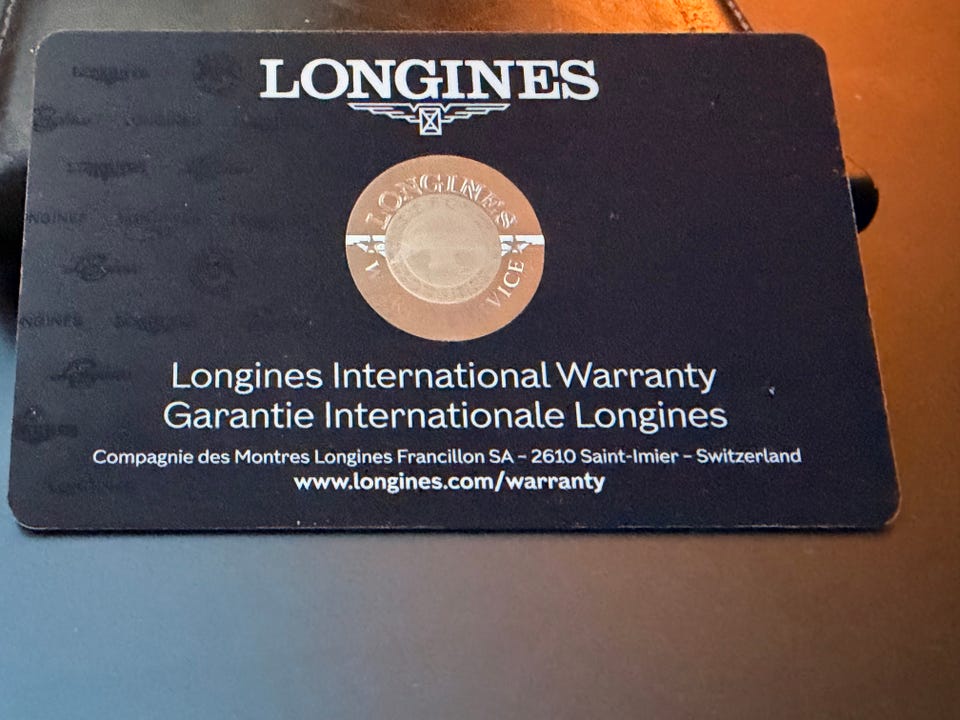 LONGINES
LONGINES
VICE
Longines International Warranty
Garantie Internationale Longines
Compagnie des Montres Longines Francillon SA – 2610 Saint-Imier – Switzerland
www.longines.com/warranty